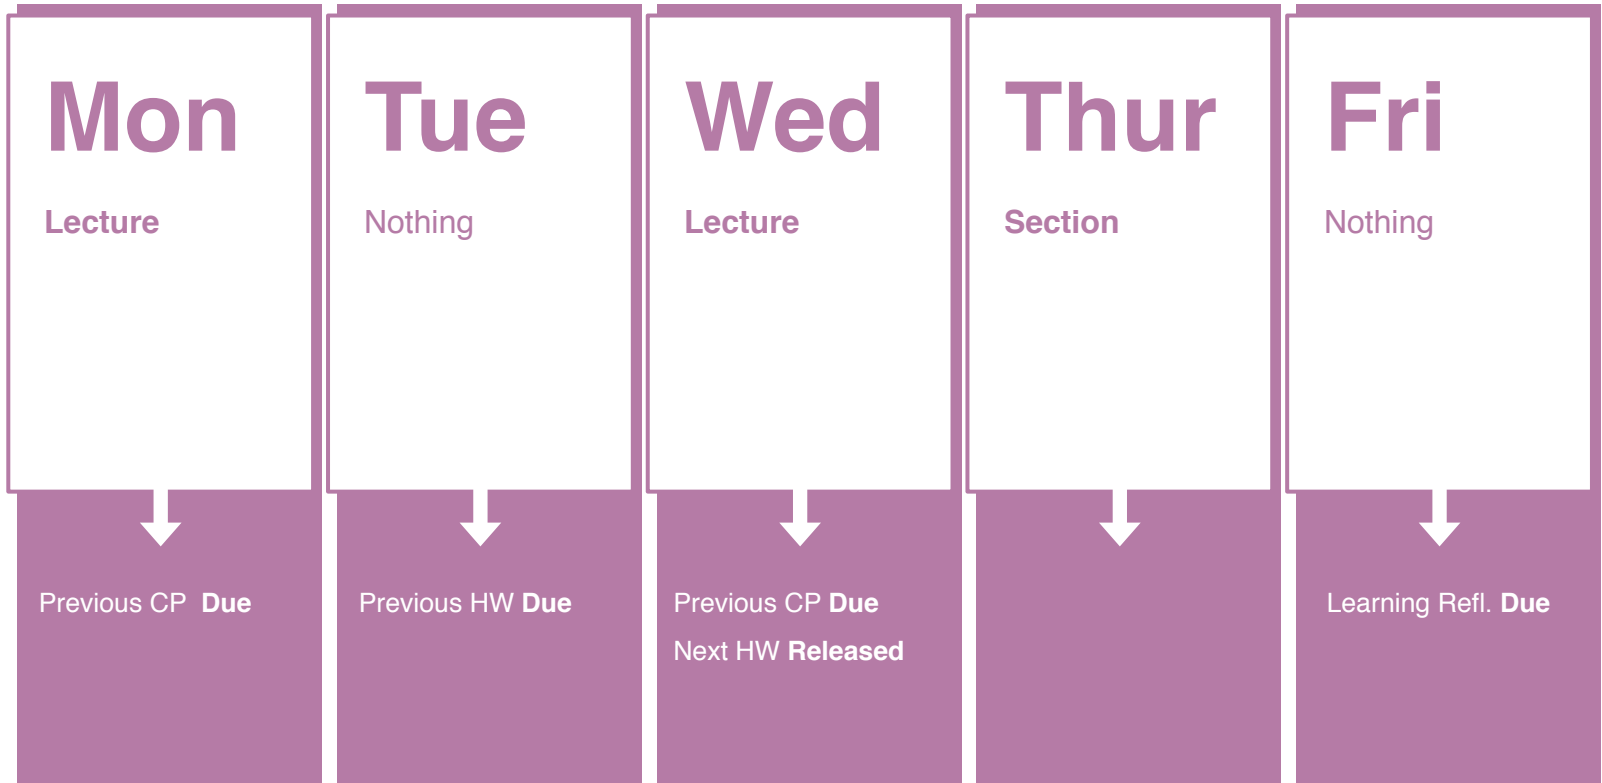 Mon
Lecture
Previous CP Due
Tue
Nothing
Previous HW Due
Wed
Lecture
Previous CP Due
Next HW Released
Thur
Section
Fri
Nothing
Learning Refl. Due